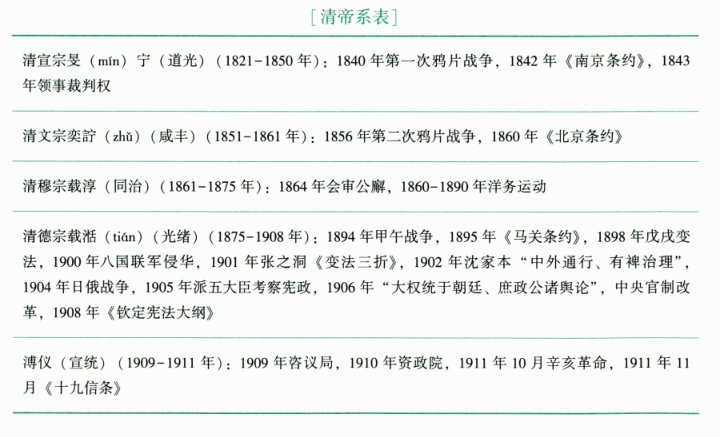 [清帝系表]
清宣宗旻（mín）宁（道光）（1821-1850 年）：1840 年第一次鸦片战争，1842 年《南京条约》，1843
年领事裁判权
清文宗奕詝（zhǔ）（咸丰）（1851-1861 年）：1856 年第二次鸦片战争，1860 年《北京条约》
清穆宗载淳（同治）（1861-1875 年）：1864 年会审公廨，1860-1890 年洋务运动
清德宗载湉（tián）（光绪）（1875-1908 年）：1894 年甲午战争，1895 年《马关条约》，1898 年戊戌变
法，1900 年八国联军侵华，1901 年张之洞《变法三折》，1902 年沈家本“中外通行、有裨治理”，
1904 年日俄战争，1905 年派五大臣考察宪政，1906 年“大权统于朝廷、庶政公诸舆论”，中央官制改
革，1908 年《钦定宪法大纲》
溥仪（宣统）（1909-1911 年）：1909 年咨议局，1910 年资政院，1911 年 10 月辛亥革命，1911 年 11
月《十九信条》